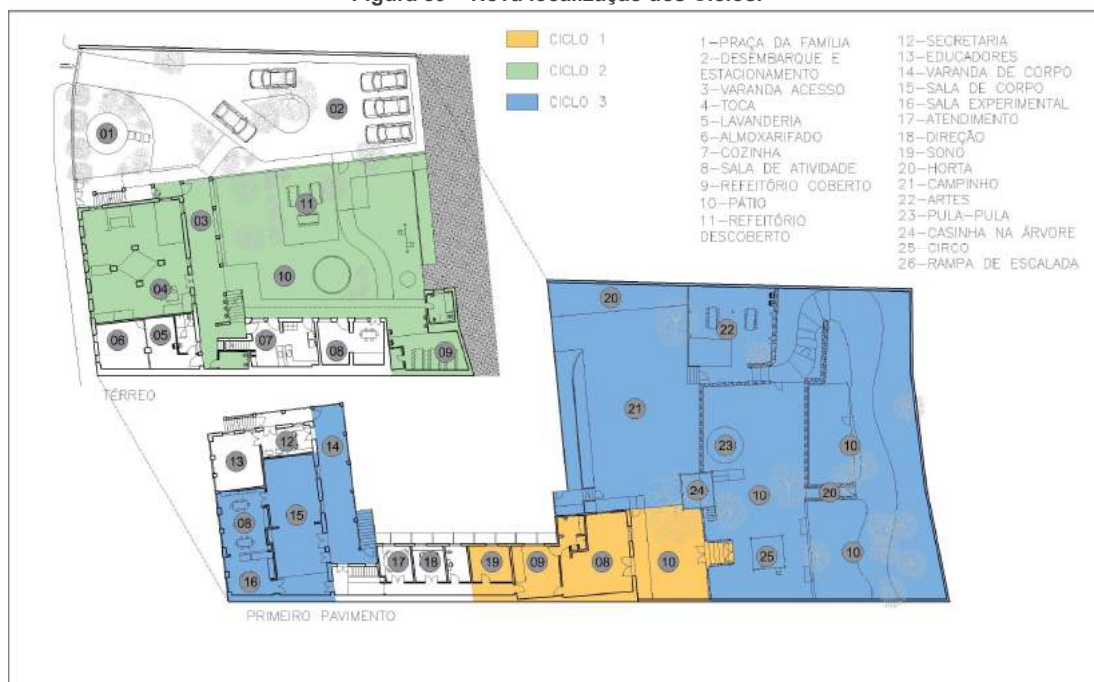 Figura – Nova localização dos Ciclos.
CICLO 1
CICLO 2
CICLO 3
1-PRAÇA DA FAMÍLIA
2-DESEMBARQUE E
ESTACIONAMENTO
3-VARANDA ACESSO
4-TOCA
5-LAVANDERIA
6-ALMOXARIFADO
7-COZINHA
8-SALA DE ATIVIDADE
9-REFEITÓRIO COBERTO
10-PÁTIO
11-REFEITÓRIO
DESCOBERTO
12-SECRETARIA
13-EDUCADORES
14-VARANDA DE CORPO
15-SALA DE CORPO
16-SALA EXPERIMENTAL
17-ATENDIMENTO
18-DIREÇÃO
19-SONO
20-HORTA
21-CAMPINHO
22-ARTES
23-PULA-PULA
24-CASINHA NA ÁRVORE
25-CIRCO
26-RAMPA DE ESCALADA
01
02
03
11
10
04
06
05
07
08
09
TÉRREO
20
22
21
23
10
24
10
26
25
10
12
13
14
08
15
16
17
18
19
09
08
10
PRIMEIRO PAVIMENTO